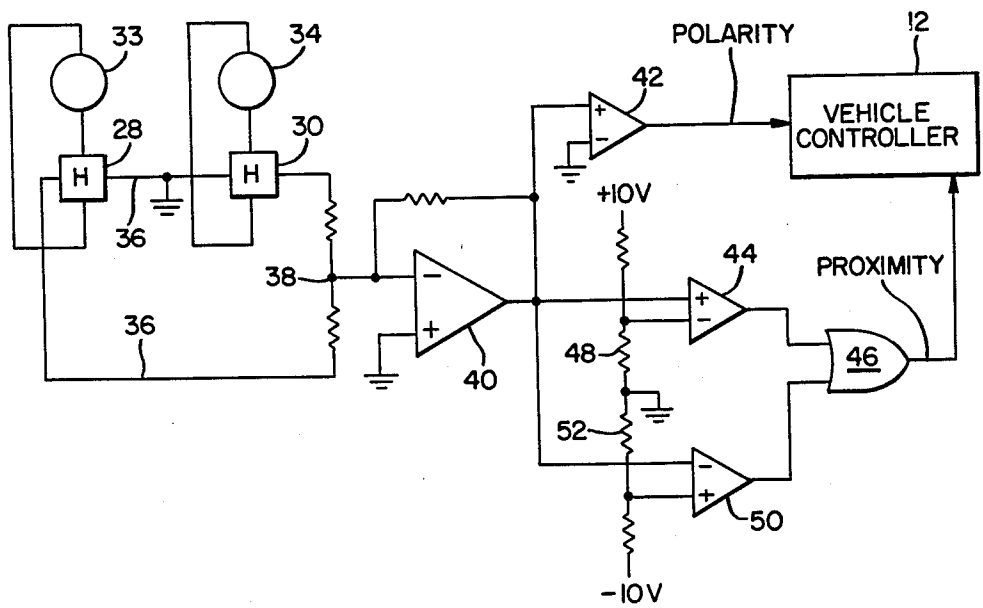 33
34
28
H
30
H
36
38
36
40
42
POLARITY
12
VEHICLE
CONTROLLER
+10V
44
PROXIMITY
48
46
52
50
-10V
+
-
-
+
+
-
-
+